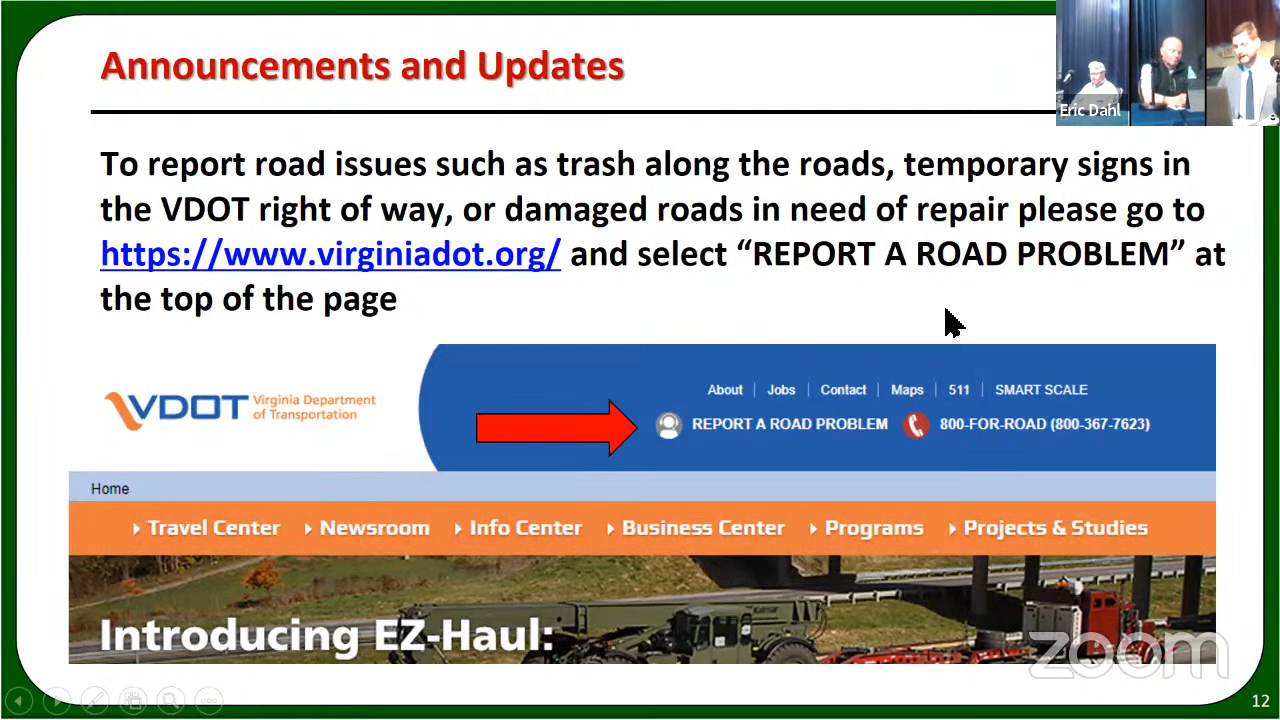 Announcements and Updates
Eric Dahl
To report road issues such as trash along the roads, temporary signs in
the VDOT right of way, or damaged roads in need of repair please go to
https://www.virginiadot.org/ and select “REPORT A ROAD PROBLEM” at
the top of the page
About | Jobs | Contact | Maps | 511 | SMART SCALE
VDOT Virginia Department
of Transportation
REPORT A ROAD PROBLEM 800-FOR-ROAD (800-367-7623)
Home
Travel Center Newsroom Info Center Business Center Programs Projects & Studies
Kalmar
Introducing EZ-Haul:
zoom
12